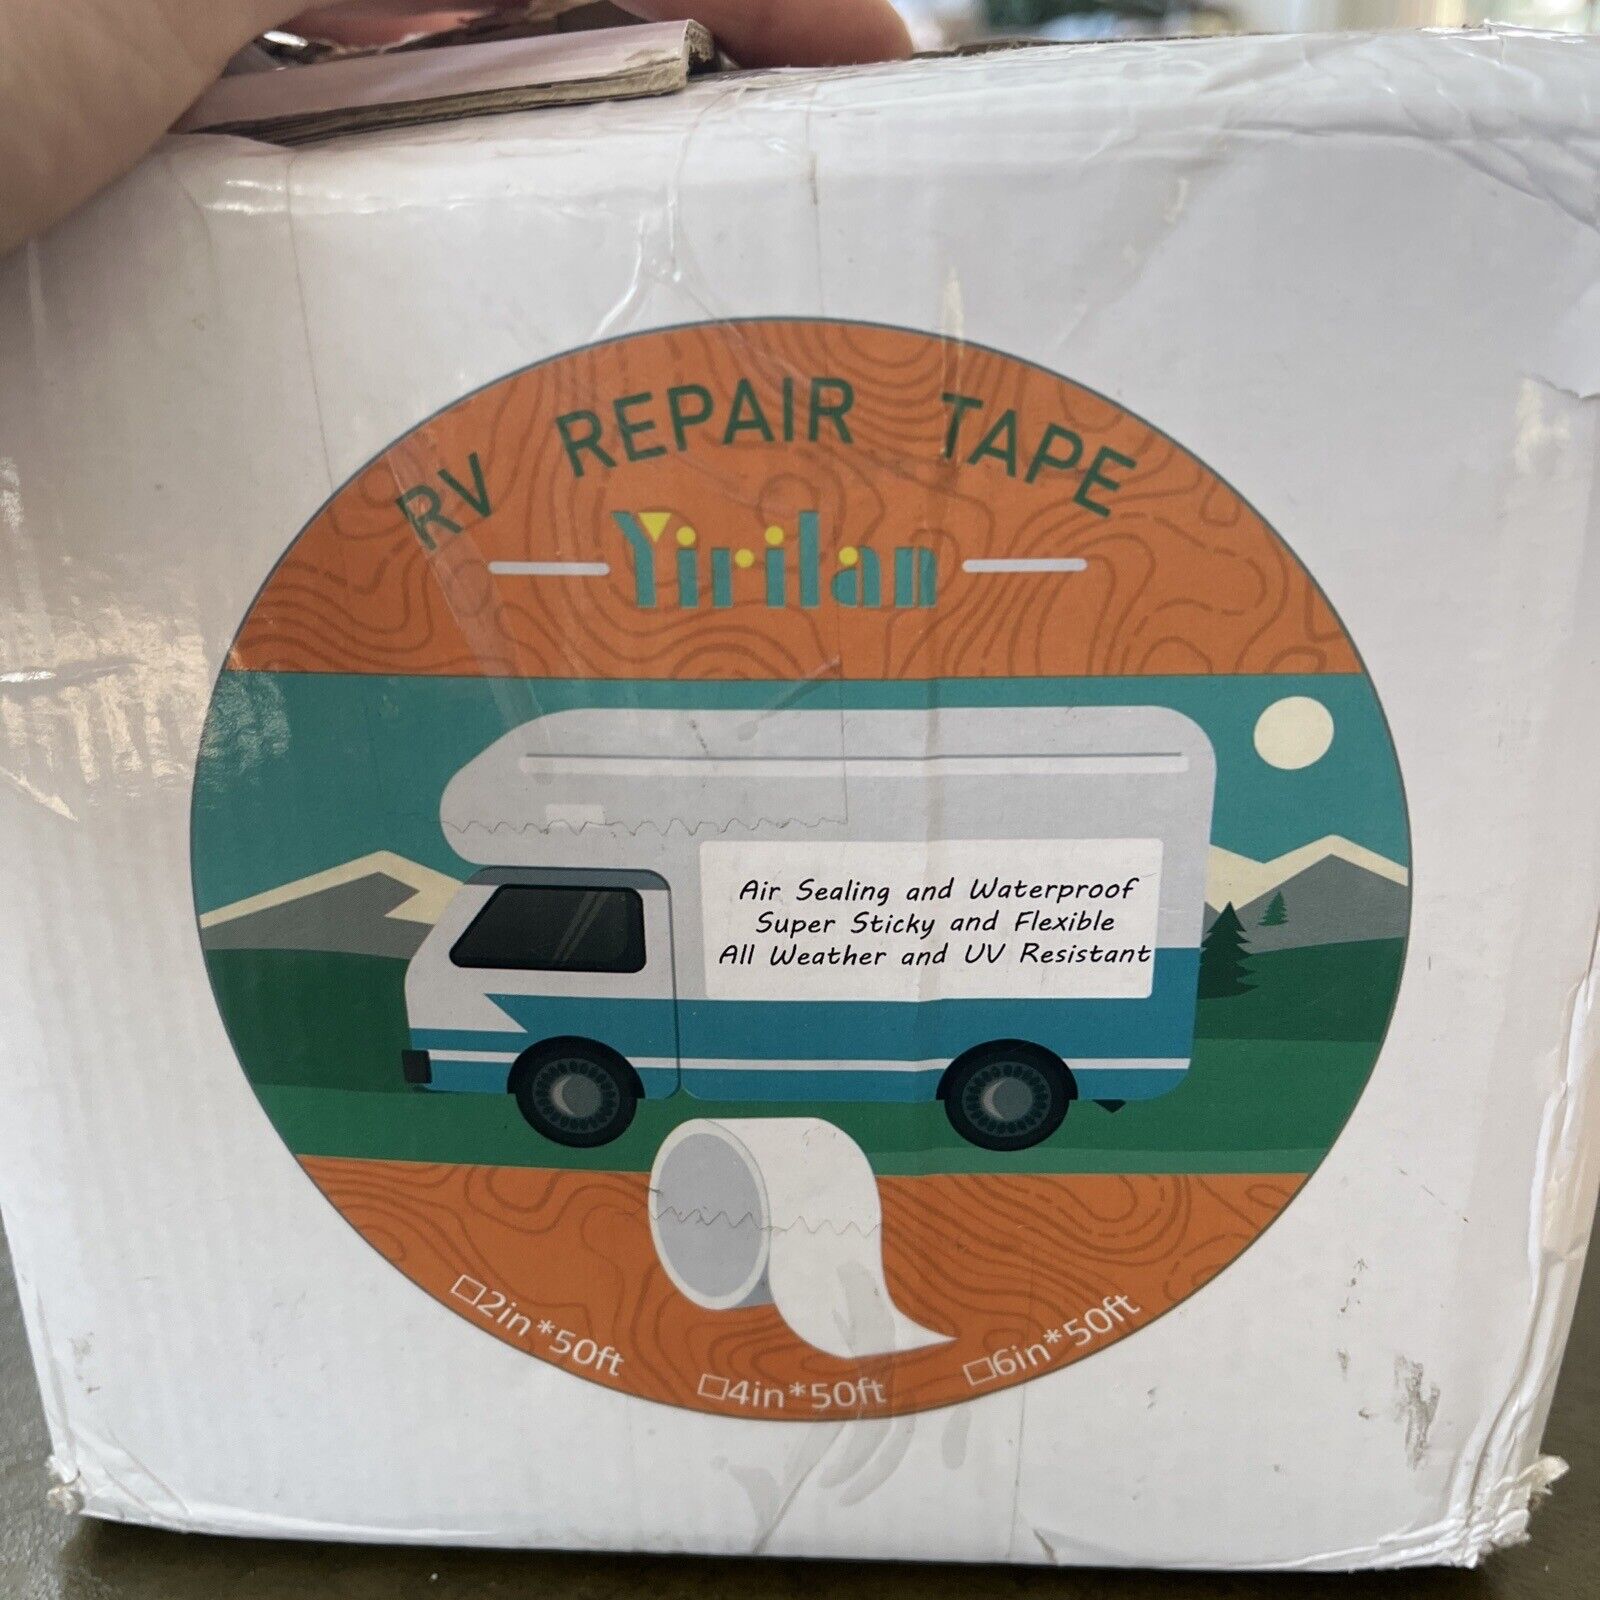 RV REPAIR TAPE
Yirilan
Air Sealing and Waterproof
Super Sticky and Flexible
All Weather and UV Resistant
□2in*50ft
□4in*50ft
□6in*50ft